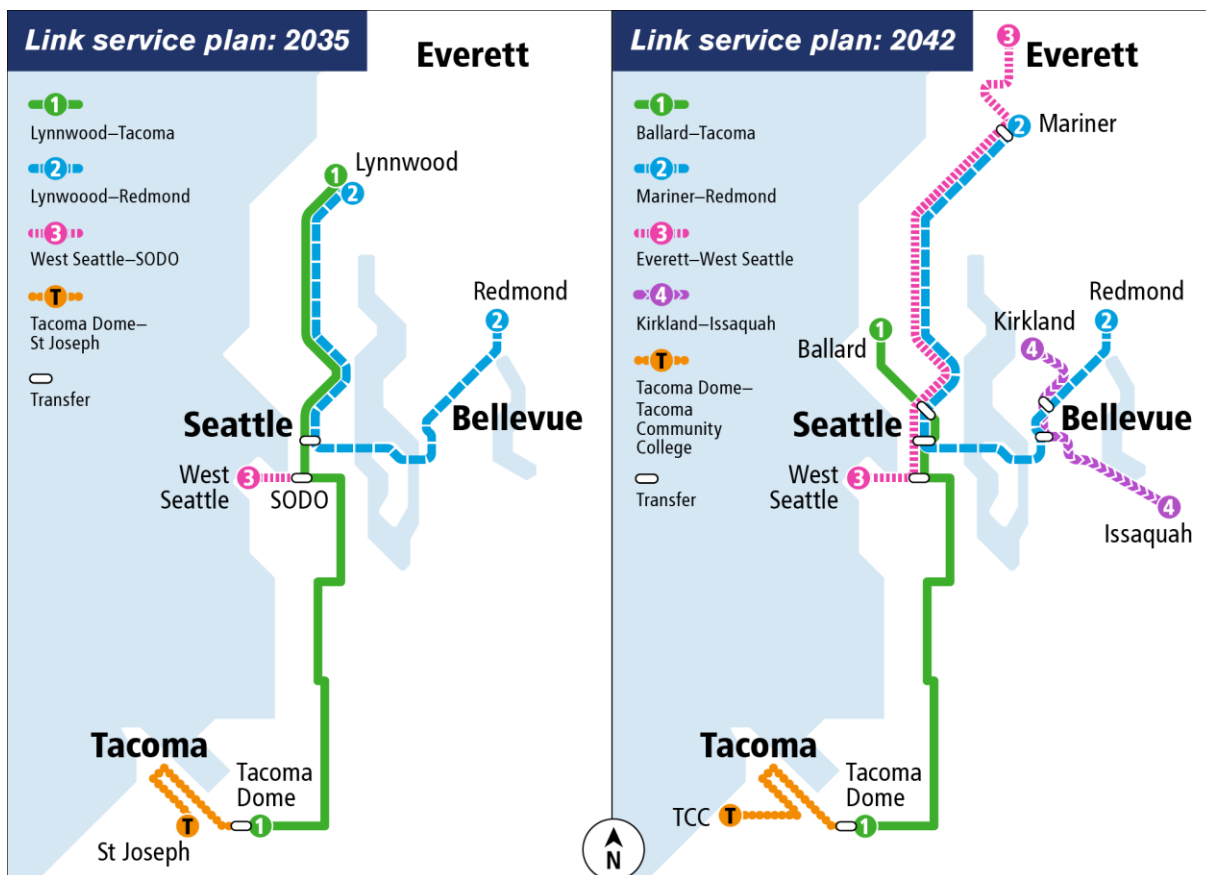 Link service plan: 2035
Everett
1
Lynnwood–Tacoma
2
Lynwoood–Redmond
3
West Seattle–SODO
T
Tacoma Dome–
St Joseph
Transfer
Lynnwood
1
2
Redmond
2
Seattle
Bellevue
West
Seattle
3
SODO
Tacoma
Tacoma
Dome
T
1
St Joseph
Link service plan: 2042
3
Everett
1
Ballard–Tacoma
2
Mariner–Redmond
3
Everett–West Seattle
4
Kirkland–Issaquah
T
Tacoma Dome–
Tacoma
Community
College
Transfer
2
Mariner
Redmond
2
Kirkland
4
1
Ballard
Seattle
Bellevue
West
Seattle
3
4
Issaquah
Tacoma
Tacoma
Dome
TCC
T
1
N